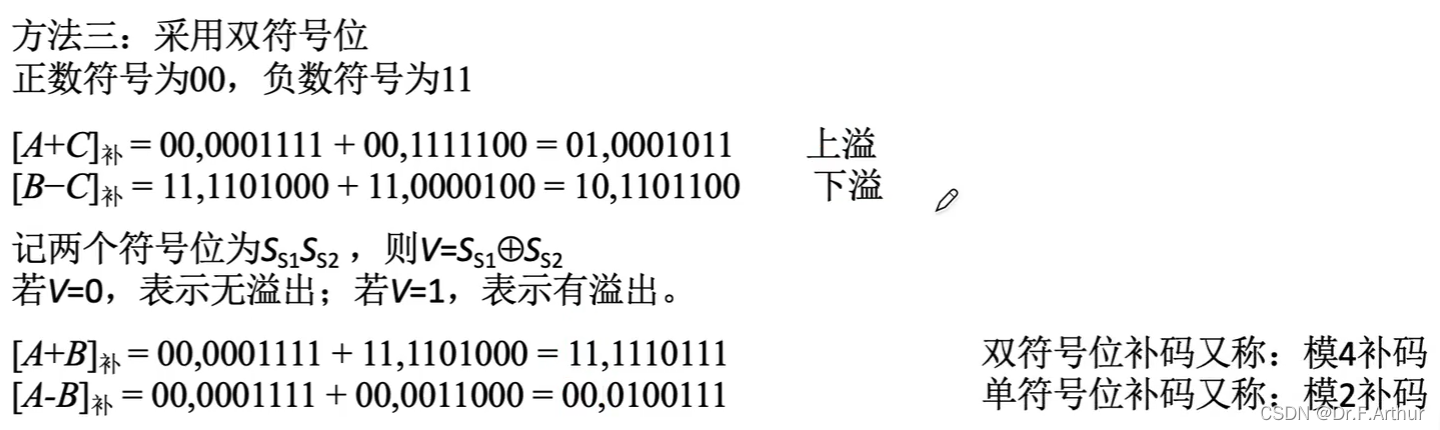 方法三：采用双符号位
正数符号为00，负数符号为11
[A+C]补 = 00,0001111 + 00,1111100 = 01,0001011 上溢
[B−C]补 = 11,1101000 + 11,0000100 = 10,1101100 下溢
记两个符号位为SS1SS2 ，则V=SS1⊕SS2
若V=0，表示无溢出；若V=1，表示有溢出。
[A+B]补 = 00,0001111 + 11,1101000 = 11,1110111 双符号位补码又称：模4补码
[A-B]补 = 00,0001111 + 00,0011000 = 00,0100111 单符号位补码又称：模2补码
CSDN @Dr.F.Arthur